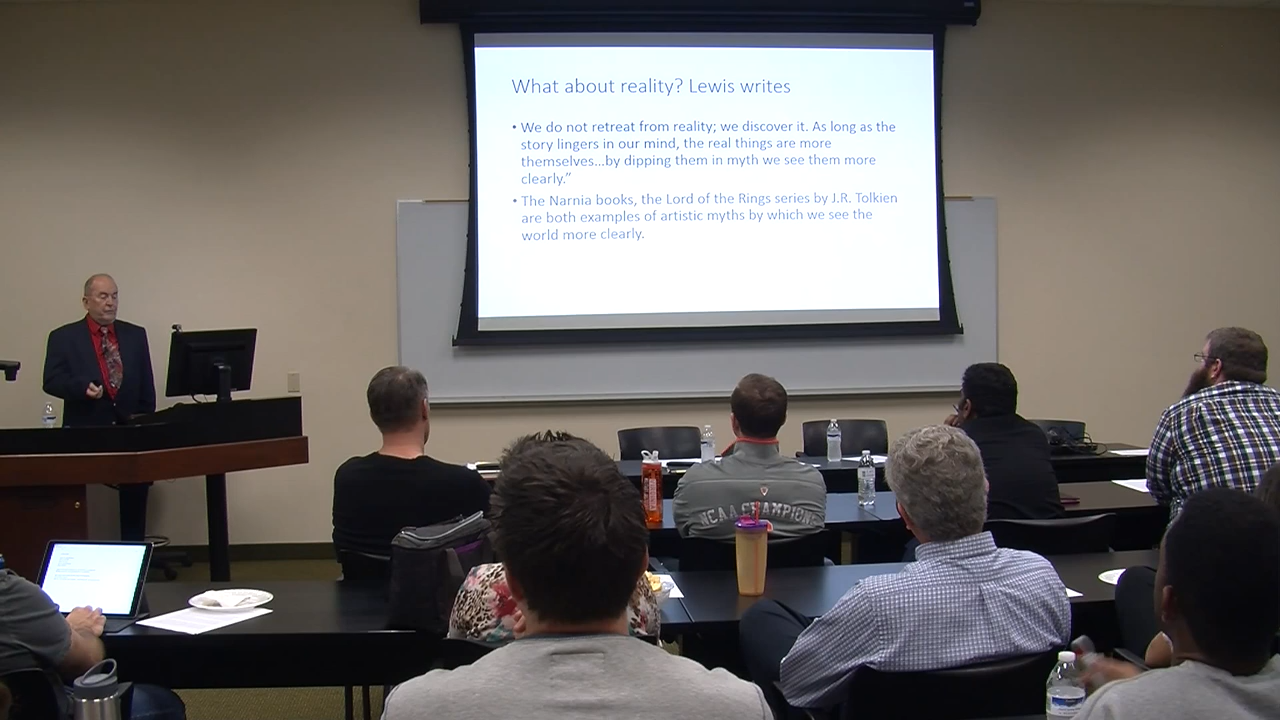 What about reality? Lewis writes
• We do not retreat from reality; we discover it. As long as the
story lingers in our mind, the real things are more
themselves...by dipping them in myth we see them more
clearly.”
• The Narnia books, the Lord of the Rings series by J.R. Tolkien
are both examples of artistic myths by which we see the
world more clearly.
NCAA CHAMPIONS